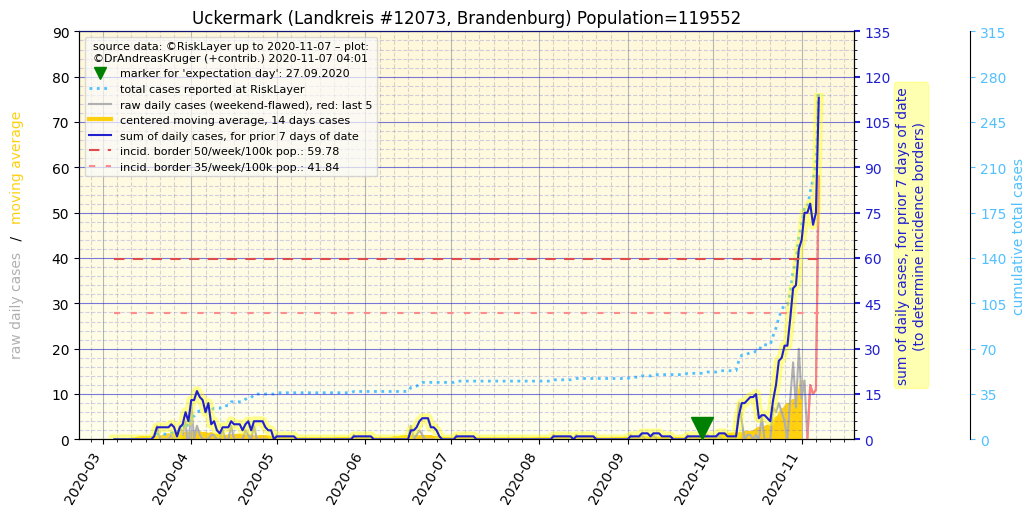 Uckermark (Landkreis #12073, Brandenburg) Population=119552
source data: ©RiskLayer up to 2020-11-07 – plot:
©DrAndreasKruger (+contrib.) 2020-11-07 04:01
marker for 'expectation day': 27.09.2020
total cases reported at RiskLayer
raw daily cases (weekend-flawed), red: last 5
centered moving average, 14 days cases
sum of daily cases, for prior 7 days of date
incid. border 50/week/100k pop.: 59.78
incid. border 35/week/100k pop.: 41.84
raw daily cases / moving average
90
80
70
60
50
40
30
20
10
0
135
120
105
90
75
60
45
30
15
0
sum of daily cases, for prior 7 days of date
(to determine incidence borders)
315
280
245
210
175
140
105
70
35
0
cumulative total cases
2020-03
2020-04
2020-05
2020-06
2020-07
2020-08
2020-09
2020-10
2020-11